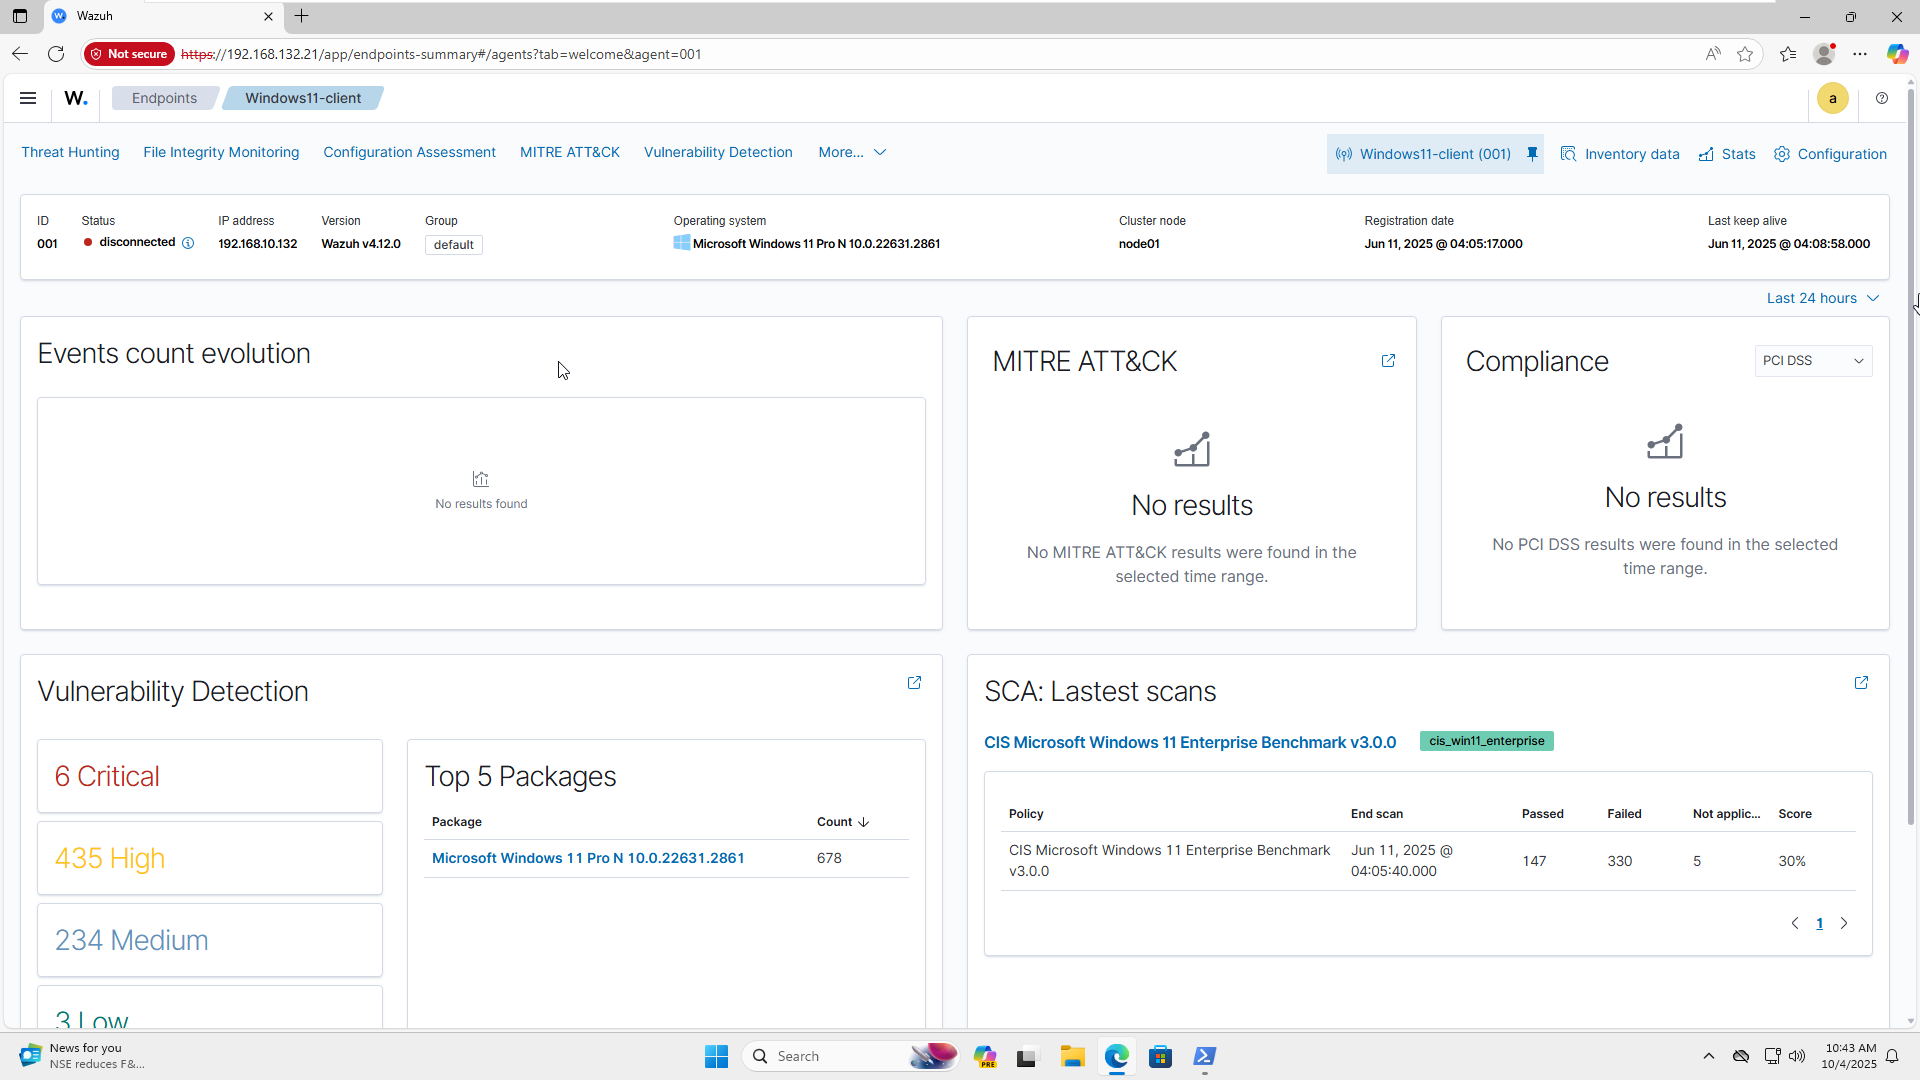 Wazuh
Not secure
https://192.168.132.21/app/endpoints-summary#/agents?tab=welcome&agent=001
W.
Endpoints
Windows11-client
a
Threat Hunting
File Integrity Monitoring
Configuration Assessment
MITRE ATT&CK
Vulnerability Detection
More...
Windows11-client (001)
Inventory data
Stats
Configuration
ID
Status
IP address
Version
Group
Operating system
Cluster node
Registration date
Last keep alive
001
disconnected
192.168.10.132
Wazuh v4.12.0
default
Microsoft Windows 11 Pro N 10.0.22631.2861
node01
Jun 11, 2025 @ 04:05:17.000
Jun 11, 2025 @ 04:08:58.000
Last 24 hours
Events count evolution
No results found
MITRE ATT&CK
No results
No MITRE ATT&CK results were found in the
selected time range.
Compliance
PCI DSS
No results
No PCI DSS results were found in the selected
time range.
Vulnerability Detection
6 Critical
435 High
234 Medium
3 Low
Top 5 Packages
Package
Count
Microsoft Windows 11 Pro N 10.0.22631.2861
678
SCA: Lastest scans
CIS Microsoft Windows 11 Enterprise Benchmark v3.0.0
cis_win11_enterprise
Policy
End scan
Passed
Failed
Not applic...
Score
CIS Microsoft Windows 11 Enterprise Benchmark
v3.0.0
Jun 11, 2025 @
04:05:40.000
147
330
5
30%
1
News for you
NSE reduces F&...
Search
PRE
10:43 AM
10/4/2025